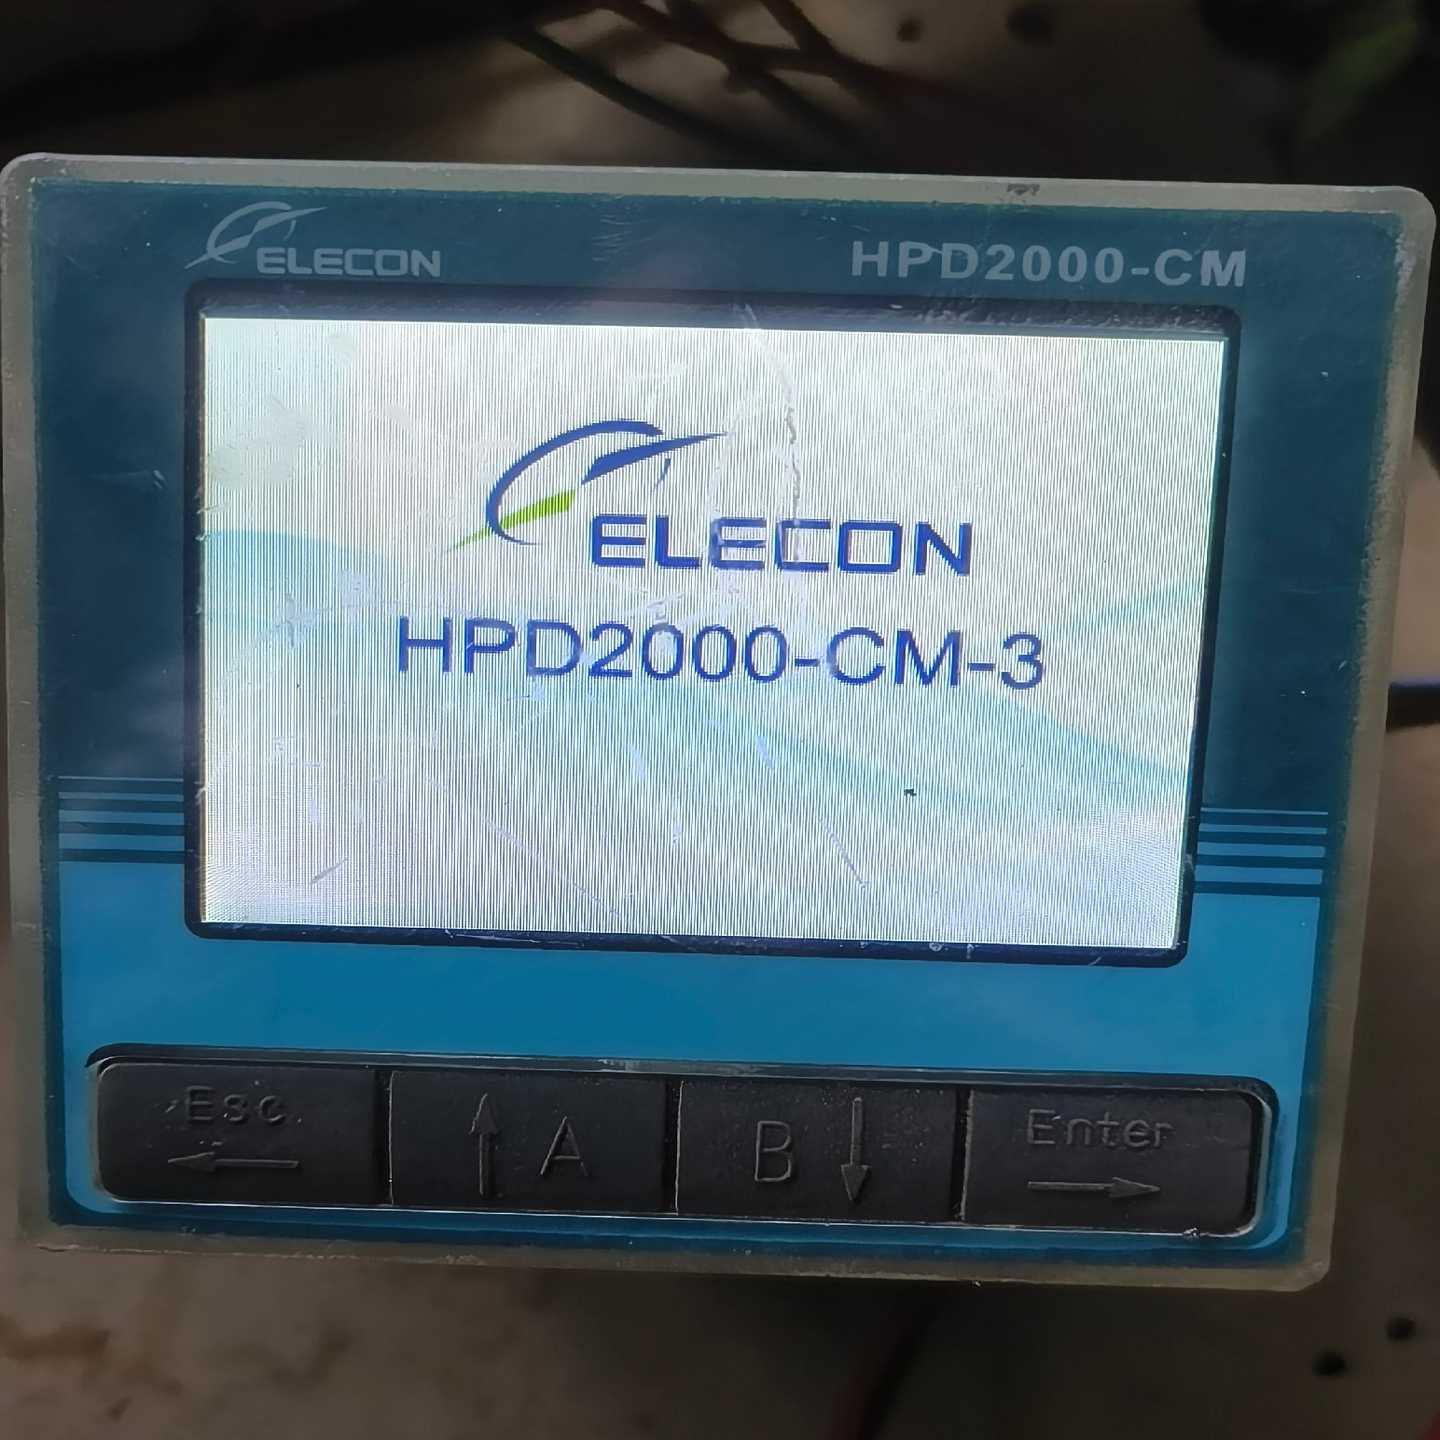 ELECON
HPD2000-CM
ELECON
HPD2000-CM-3
Esc
A
B
Enter